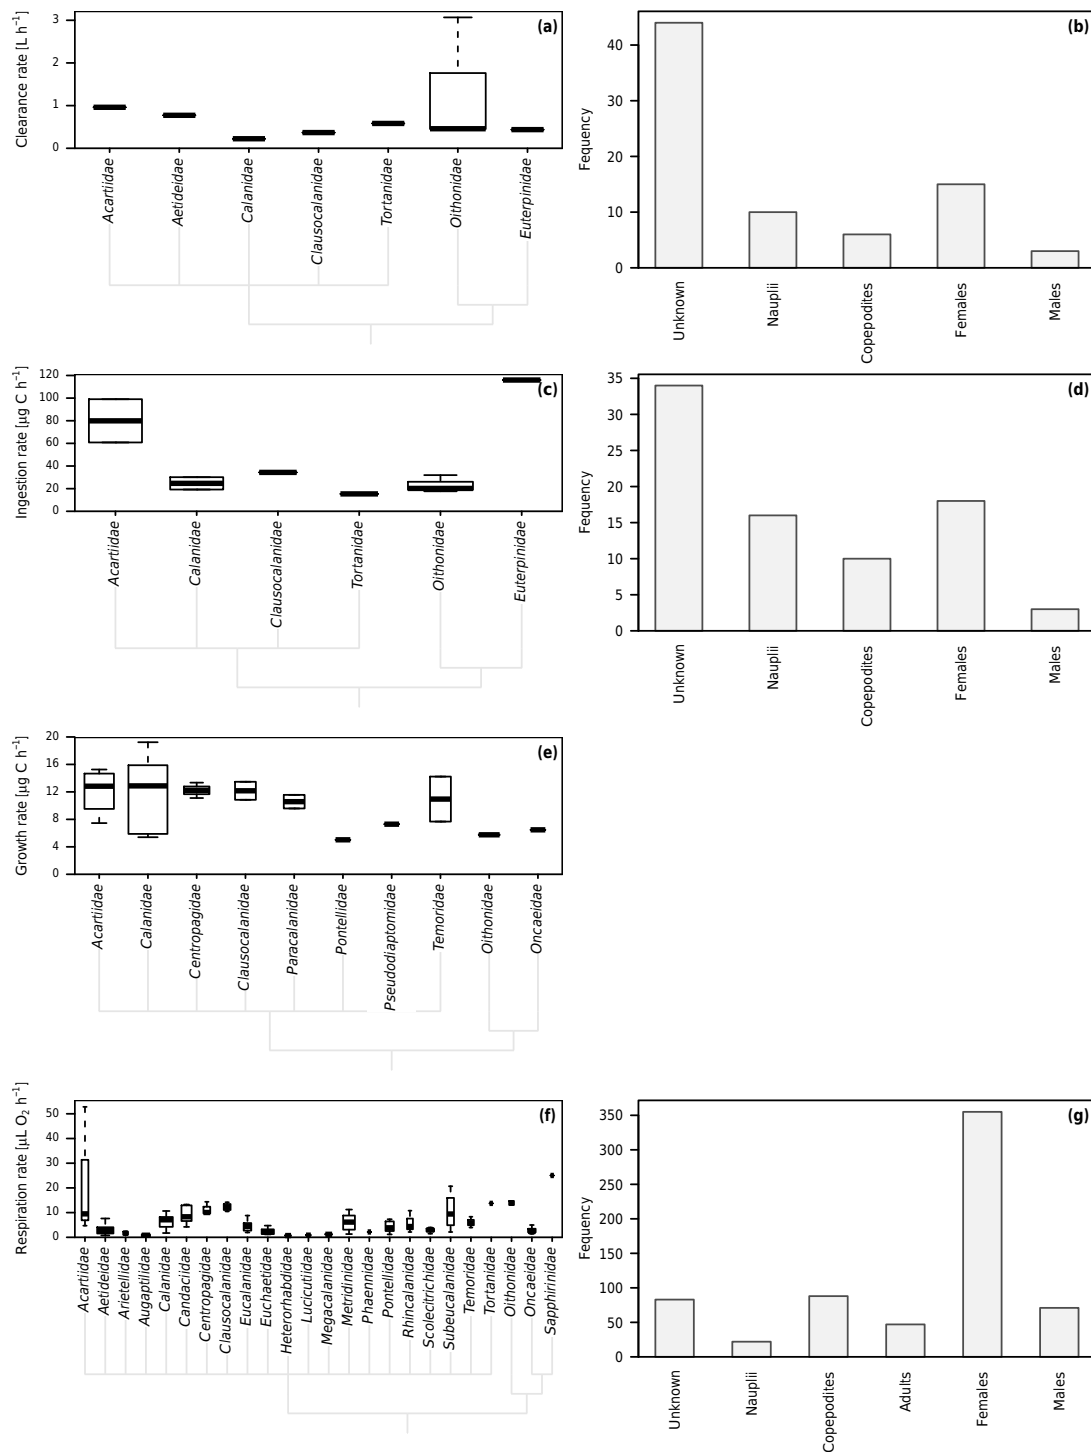 Clearance rate [L h⁻¹]
3
2
1
0
(a)
Acartiidae
Aetideidae
Calanidae
Clausocalanidae
Tortanidae
Oithonidae
Euterpinidae
Fequency
40
30
20
10
0
(b)
Unknown
Nauplii
Copepodites
Females
Males
Ingestion rate [µg C h⁻¹]
120
100
80
60
40
20
0
(c)
Acartiidae
Calanidae
Clausocalanidae
Tortanidae
Oithonidae
Euterpinidae
Fequency
35
30
25
20
15
10
5
0
(d)
Unknown
Nauplii
Copepodites
Females
Males
Growth rate [µg C h⁻¹]
20
16
12
8
4
0
(e)
Acartiidae
Calanidae
Centropagidae
Clausocalanidae
Paracalanidae
Pontellidae
Pseudodiaptomidae
Temoridae
Oithonidae
Oncaeidae
Respiration rate [µL O₂ h⁻¹]
50
40
30
20
10
0
(f)
Acartiidae
Aetideidae
Arietellidae
Augaptilidae
Calanidae
Candaciidae
Centropagidae
Clausocalanidae
Eucalanidae
Euchaetidae
Heterorhabdidae
Lucicutiidae
Megacalanidae
Metridinidae
Phaennidae
Pontellidae
Rhincalanidae
Scolecitrichidae
Subeucalanidae
Temoridae
Tortanidae
Oithonidae
Oncaeidae
Sapphirinidae
Fequency
350
300
250
200
150
100
50
0
(g)
Unknown
Nauplii
Copepodites
Adults
Females
Males